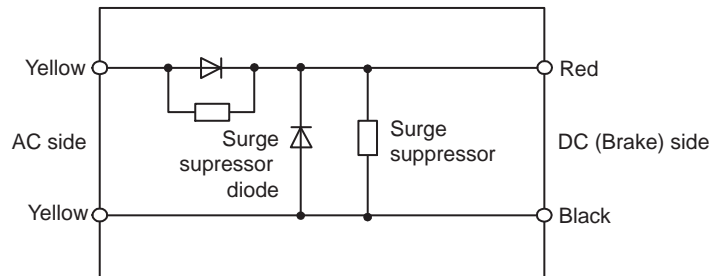 Yellow
Red
AC side
Surge
supressor
diode
Surge
suppressor
DC (Brake) side
Yellow
Black